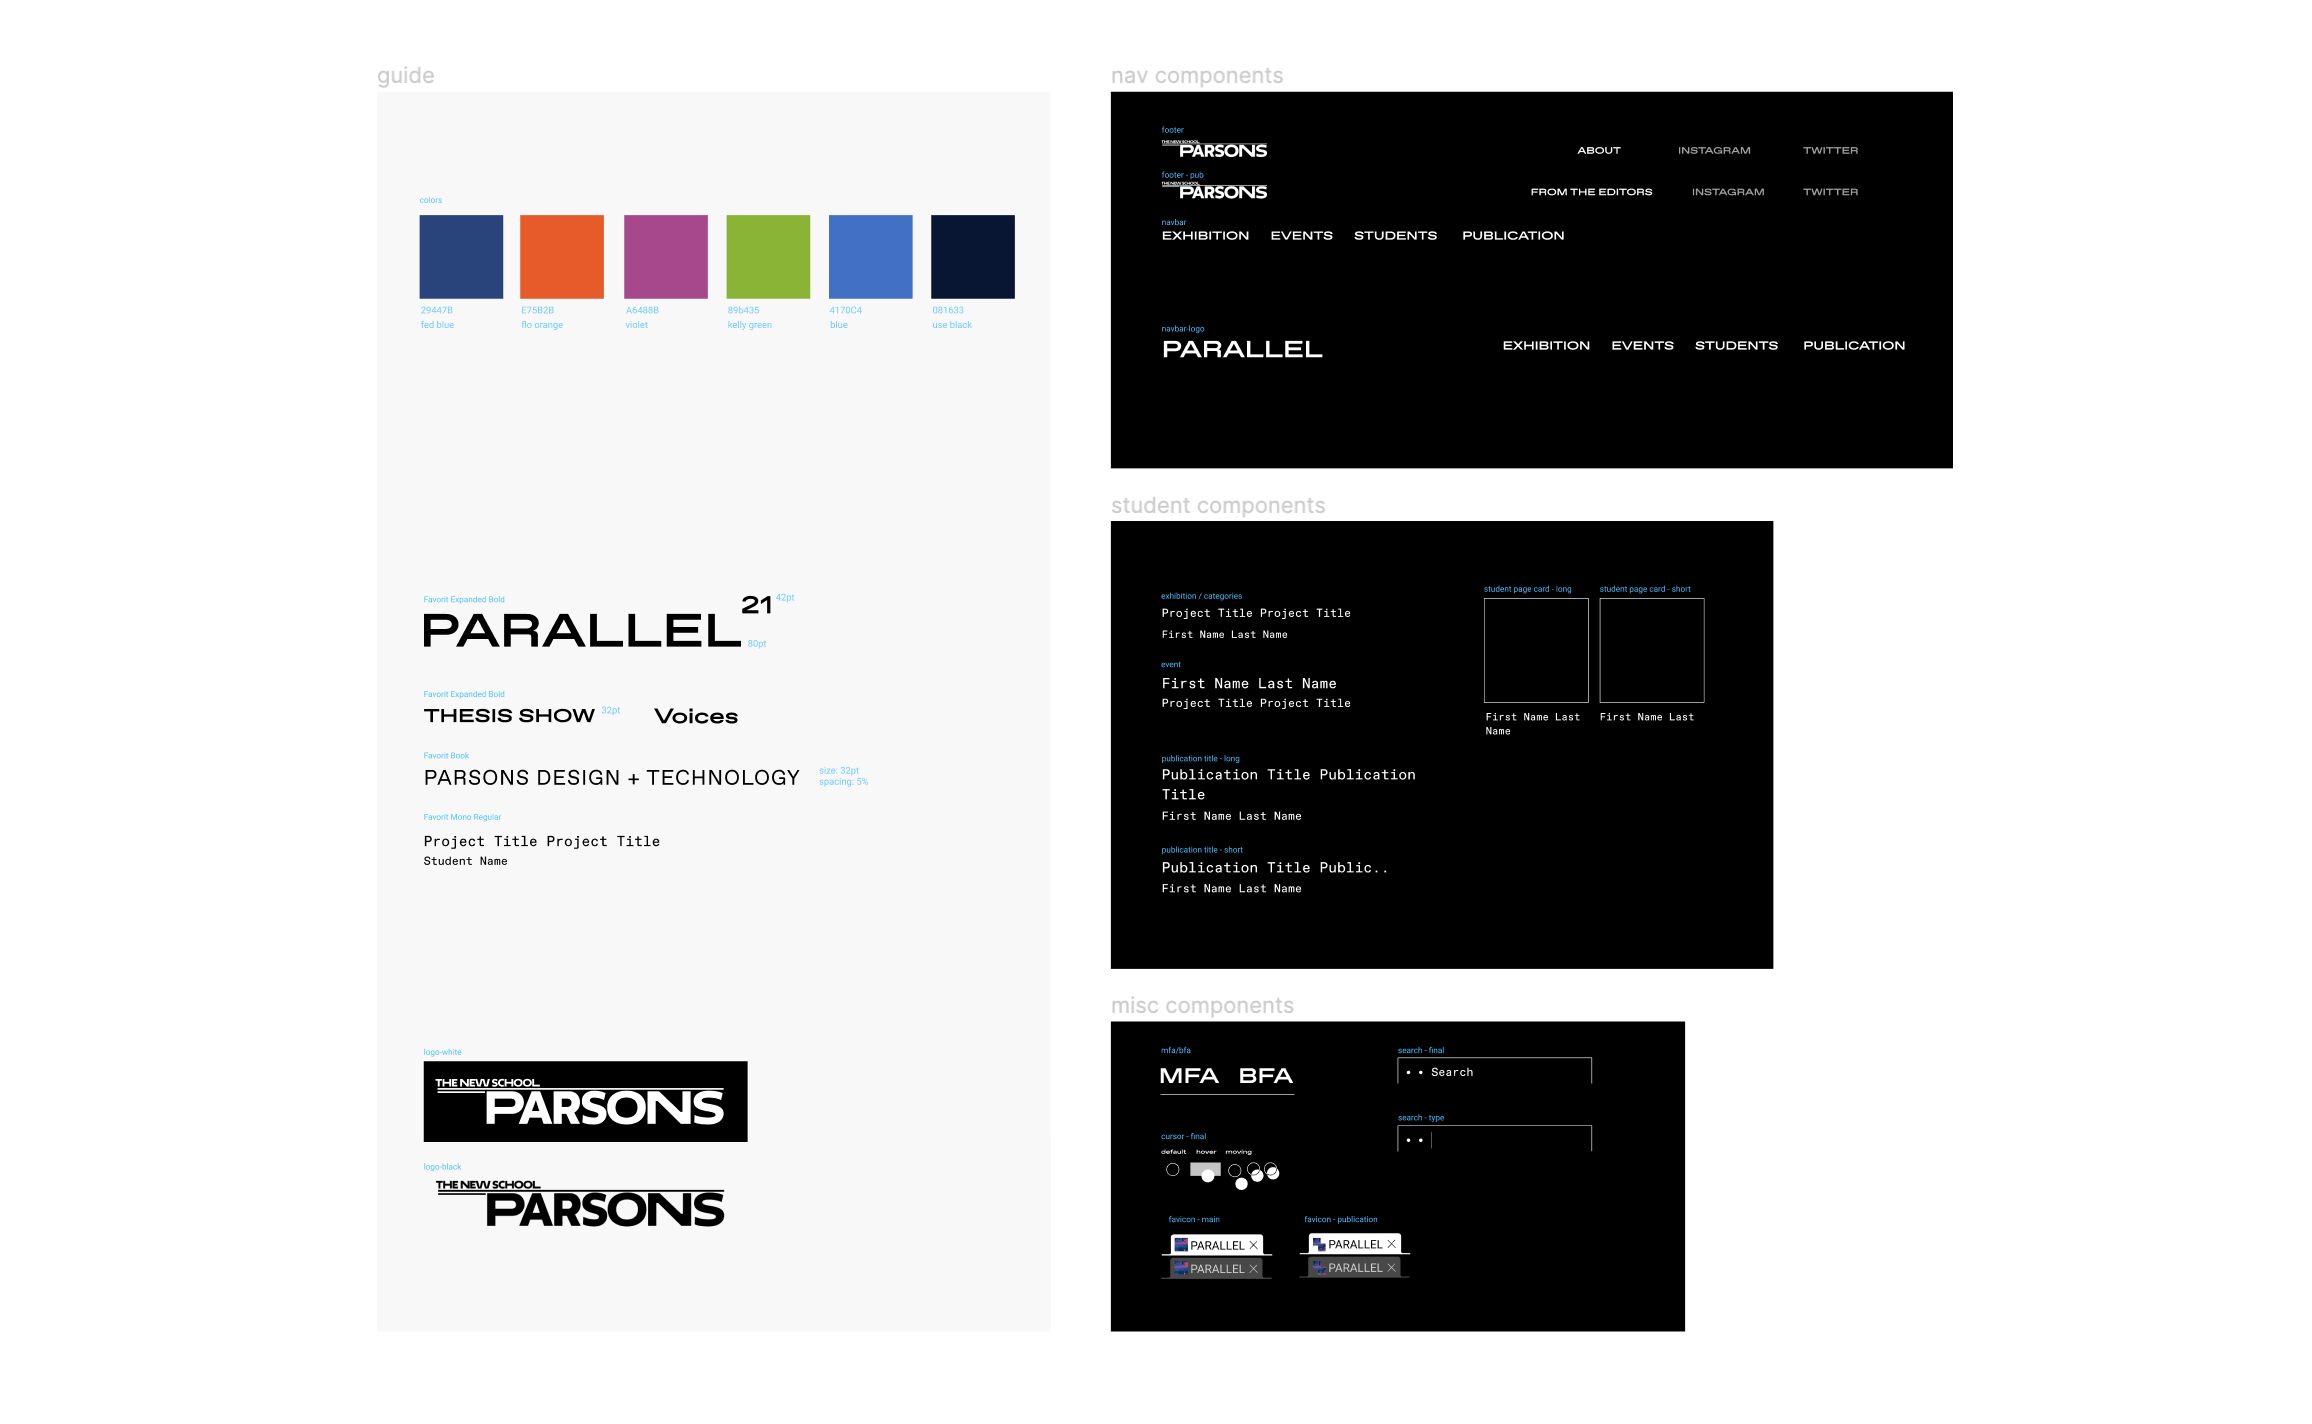 guide
colors
29447B
fed blue
E75B2B
flo orange
A6488B
violet
89b435
kelly green
4170C4
blue
081633
use black
Favorit Expanded Bold
PARALLEL 21
42pt
80pt
Favorit Expanded Bold
THESIS SHOW 32pt Voices
Favorit Book
PARSONS DESIGN + TECHNOLOGY
size: 32pt
spacing: 5%
Favorit Mono Regular
Project Title Project Title
Student Name
logo-white
THE NEW SCHOOL
PARSONS
logo-black
THE NEW SCHOOL
PARSONS
nav components
footer
THE NEW SCHOOL
PARSONS
ABOUT INSTAGRAM TWITTER
footer - pub
THE NEW SCHOOL
PARSONS
FROM THE EDITORS INSTAGRAM TWITTER
navbar
EXHIBITION EVENTS STUDENTS PUBLICATION
navbar-logo
PARALLEL EXHIBITION EVENTS STUDENTS PUBLICATION
student components
exhibition / categories
Project Title Project Title
First Name Last Name
event
First Name Last Name
Project Title Project Title
publication title - long
Publication Title Publication
Title
First Name Last Name
publication title - short
Publication Title Public..
First Name Last Name
student page card - long
First Name Last
Name
student page card - short
First Name Last
misc components
mfa/bfa
MFA BFA
cursor - final
default hover moving
favicon - main
PARALLEL
PARALLEL
favicon - publication
PARALLEL
PARALLEL
search - final
Search
search - type